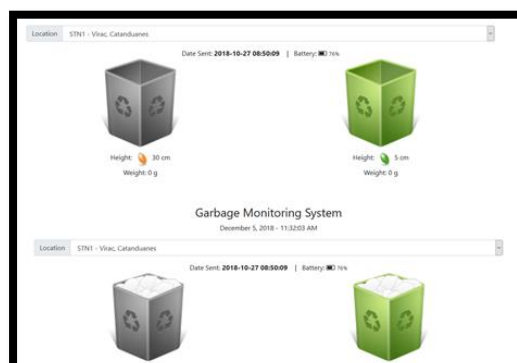 Location STN1 - Virac, Catanduanes
Date Sent: 2018-10-27 08:50:09 | Battery: 76%
Height: 30 cm Height: 5 cm
Weight: 0 g Weight: 0 g
Garbage Monitoring System
December 5, 2018 - 11:32:03 AM
Location STN1 - Virac, Catanduanes
Date Sent: 2018-10-27 08:50:09 | Battery: 76%